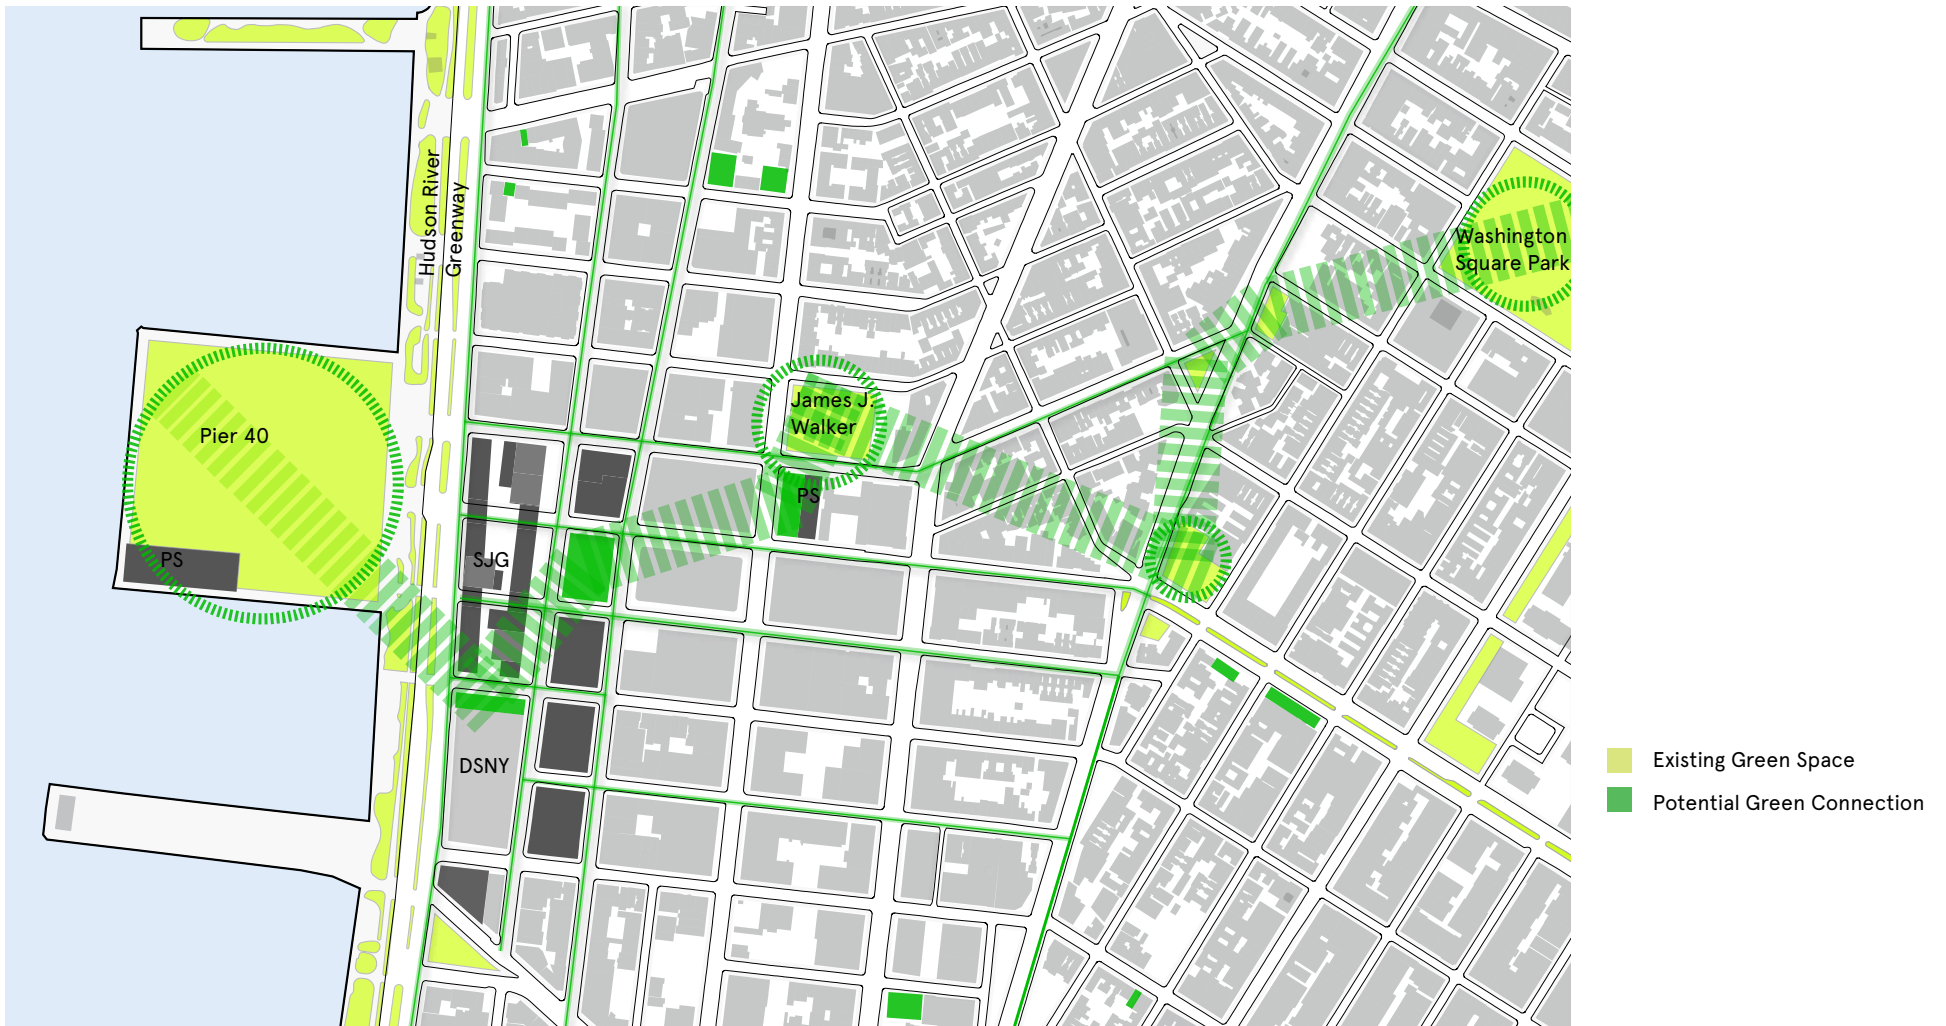 Hudson River
Greenway
Washington
Square Park
Pier 40
James J.
Walker
PS
PS
SJG
DSNY
Existing Green Space
Potential Green Connection